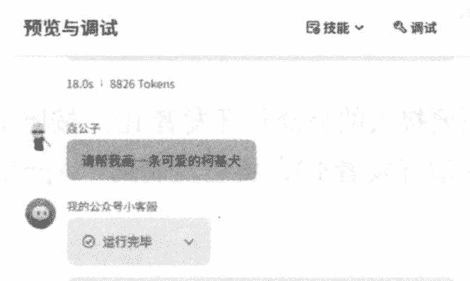 预览与调试
技能
调试
18.0s | 8826 Tokens
焱公子
请帮我画一条可爱的柯基犬
我的公众号小客服
运行完毕